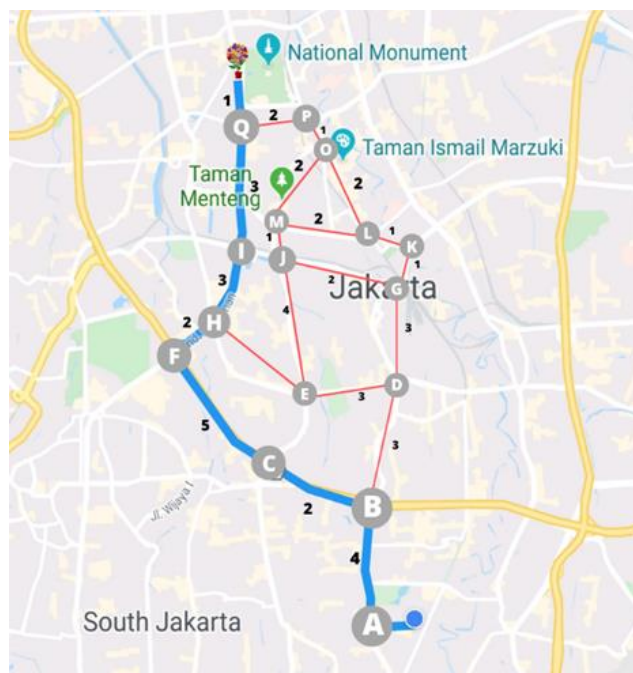 National Monument
1
2
P
Q
1
O
Taman Ismail Marzuki
Taman
Menteng
3
2
2
M
2
L
1
K
I
1
J
1
3
2
Jakarta
G
4
2
H
3
F
E
3
D
5
3
C
2
B
Jl. Wijaya I
4
South Jakarta
A